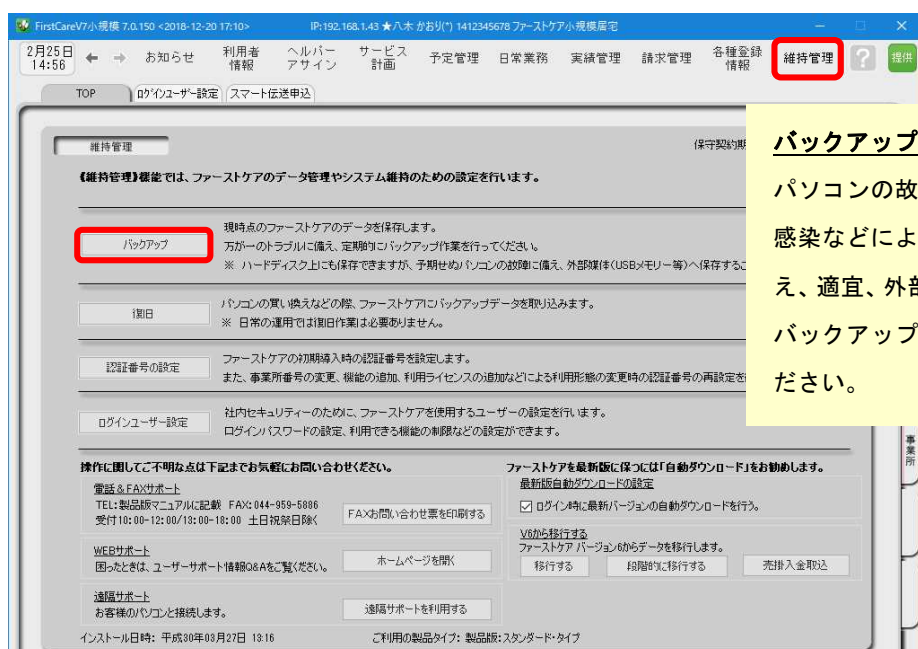 FirstCareV7小規模 7.0.150 <2018-12-20 17:10> IP:192.168.1.43 ★八木 かおり(*) 1412345678 ファーストケア小規模居宅
2月25日 14:56 お知らせ 利用者情報 ヘルパーアサイン サービス計画 予定管理 日常業務 実績管理 請求管理 各種登録情報 維持管理 ? 提供
TOP ログインユーザー設定 スマート伝送申込
維持管理 (保守契約期
《維持管理》機能では、ファーストケアのデータ管理やシステム維持のための設定を行います。
バックアップ
現時点のファーストケアのデータを保存します。
万が一のトラブルに備え、定期的にバックアップ作業を行ってください。
※ ハードディスク上にも保存できますが、予期せぬパソコンの故障に備え、外部媒体(USBメモリー等)へ保存するこ
復旧
パソコンの買い換えなどの際、ファーストケアにバックアップデータを取り込みます。
※ 日常の運用では復旧作業は必要ありません。
認証番号の設定
ファーストケアの初期導入時の認証番号を設定します。
また、事業所番号の変更、機能の追加、利用ライセンスの追加などによる利用形態の変更時の認証番号の再設定を
ログインユーザー設定
社内セキュリティーのために、ファーストケアを使用するユーザーの設定を行います。
ログインパスワードの設定、利用できる機能の制限などの設定ができます。
バックアップ
パソコンの故
感染などによ
え、適宜、外部
バックアップ
ださい。
事業所
操作に関してご不明な点は下記までお気軽にお問い合わせください。
電話&FAXサポート
TEL:製品版マニュアルに記載 FAX:044-959-5886
受付10:00-12:00/13:00-18:00 土日祝祭日除く
FAXお問い合わせ票を印刷する
WEBサポート
困ったときは、ユーザーサポート情報Q&Aをご覧ください。
ホームページを開く
遠隔サポート
お客様のパソコンと接続します。
遠隔サポートを利用する
ファーストケアを最新版に保つには「自動ダウンロード」をお勧めします。
最新版自動ダウンロードの設定
ログイン時に最新バージョンの自動ダウンロードを行う。
V6から移行する
ファーストケア バージョン6からデータを移行します。
移行する 段階的に移行する 売掛入金取込
インストール日時: 平成30年03月27日 13:16 ご利用の製品タイプ: 製品版:スタンダード・タイプ